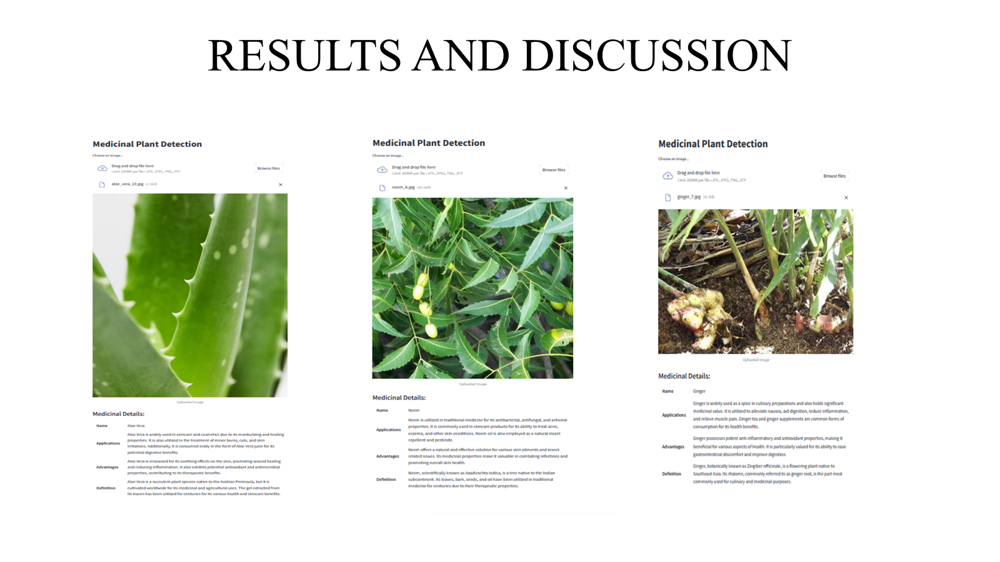 RESULTS AND DISCUSSION
Medicinal Plant Detection
Choose an image...
Drag and drop file here
Limit 200MB per file • JPG, JPEG, PNG, JFIF
Browse files
aloe_vera_10.jpg 17.5KB
Uploaded Image
Medicinal Details:
Name Aloe Vera
Applications
Aloe Vera is widely used in skincare and cosmetics due to its moisturizing and healing
properties. It is also utilized in the treatment of minor burns, cuts, and skin
irritations. Additionally, it is consumed orally in the form of Aloe Vera juice for its
potential digestive benefits.
Advantages
Aloe Vera is renowned for its soothing effects on the skin, promoting wound healing
and reducing inflammation. It also exhibits potential antioxidant and antimicrobial
properties, contributing to its therapeutic benefits.
Definition
Aloe Vera is a succulent plant species native to the Arabian Peninsula, but it is
cultivated worldwide for its medicinal and agricultural uses. The gel extracted from
its leaves has been utilized for centuries for its various health and skincare benefits.
Medicinal Plant Detection
Choose an image...
Drag and drop file here
Limit 200MB per file • JPG, JPEG, PNG, JFIF
Browse files
neem_6.jpg
Uploaded Image
Medicinal Details:
Name Neem
Applications
Neem is utilized in traditional medicine for its antibacterial, antifungal, and antiviral
properties. It is commonly used in skincare products for its ability to treat acne,
eczema, and other skin conditions. Neem oil is also employed as a natural insect
repellent and pesticide.
Advantages
Neem offers a natural and effective solution for various skin ailments and insect-
related issues. Its medicinal properties make it valuable in combating infections and
promoting overall skin health.
Definition
Neem, scientifically known as Azadirachta indica, is a tree native to the Indian
subcontinent. Its leaves, bark, seeds, and oil have been utilized in traditional
medicine for centuries due to their therapeutic properties.
Medicinal Plant Detection
Choose an image...
Drag and drop file here
Limit 200MB per file • JPG, JPEG, PNG, JFIF
Browse files
ginger_7.jpg 70.7KB
Uploaded Image
Medicinal Details:
Name Ginger
Applications
Ginger is widely used as a spice in culinary preparations and also holds significant
medicinal value. It is utilized to alleviate nausea, aid digestion, reduce inflammation,
and relieve muscle pain. Ginger tea and ginger supplements are common forms of
consumption for its health benefits.
Advantages
Ginger possesses potent anti-inflammatory and antioxidant properties, making it
beneficial for various aspects of health. It is particularly valued for its ability to ease
gastrointestinal discomfort and improve digestion.
Definition
Ginger, botanically known as Zingiber officinale, is a flowering plant native to
Southeast Asia. Its rhizome, commonly referred to as ginger root, is the part most
commonly used for culinary and medicinal purposes.